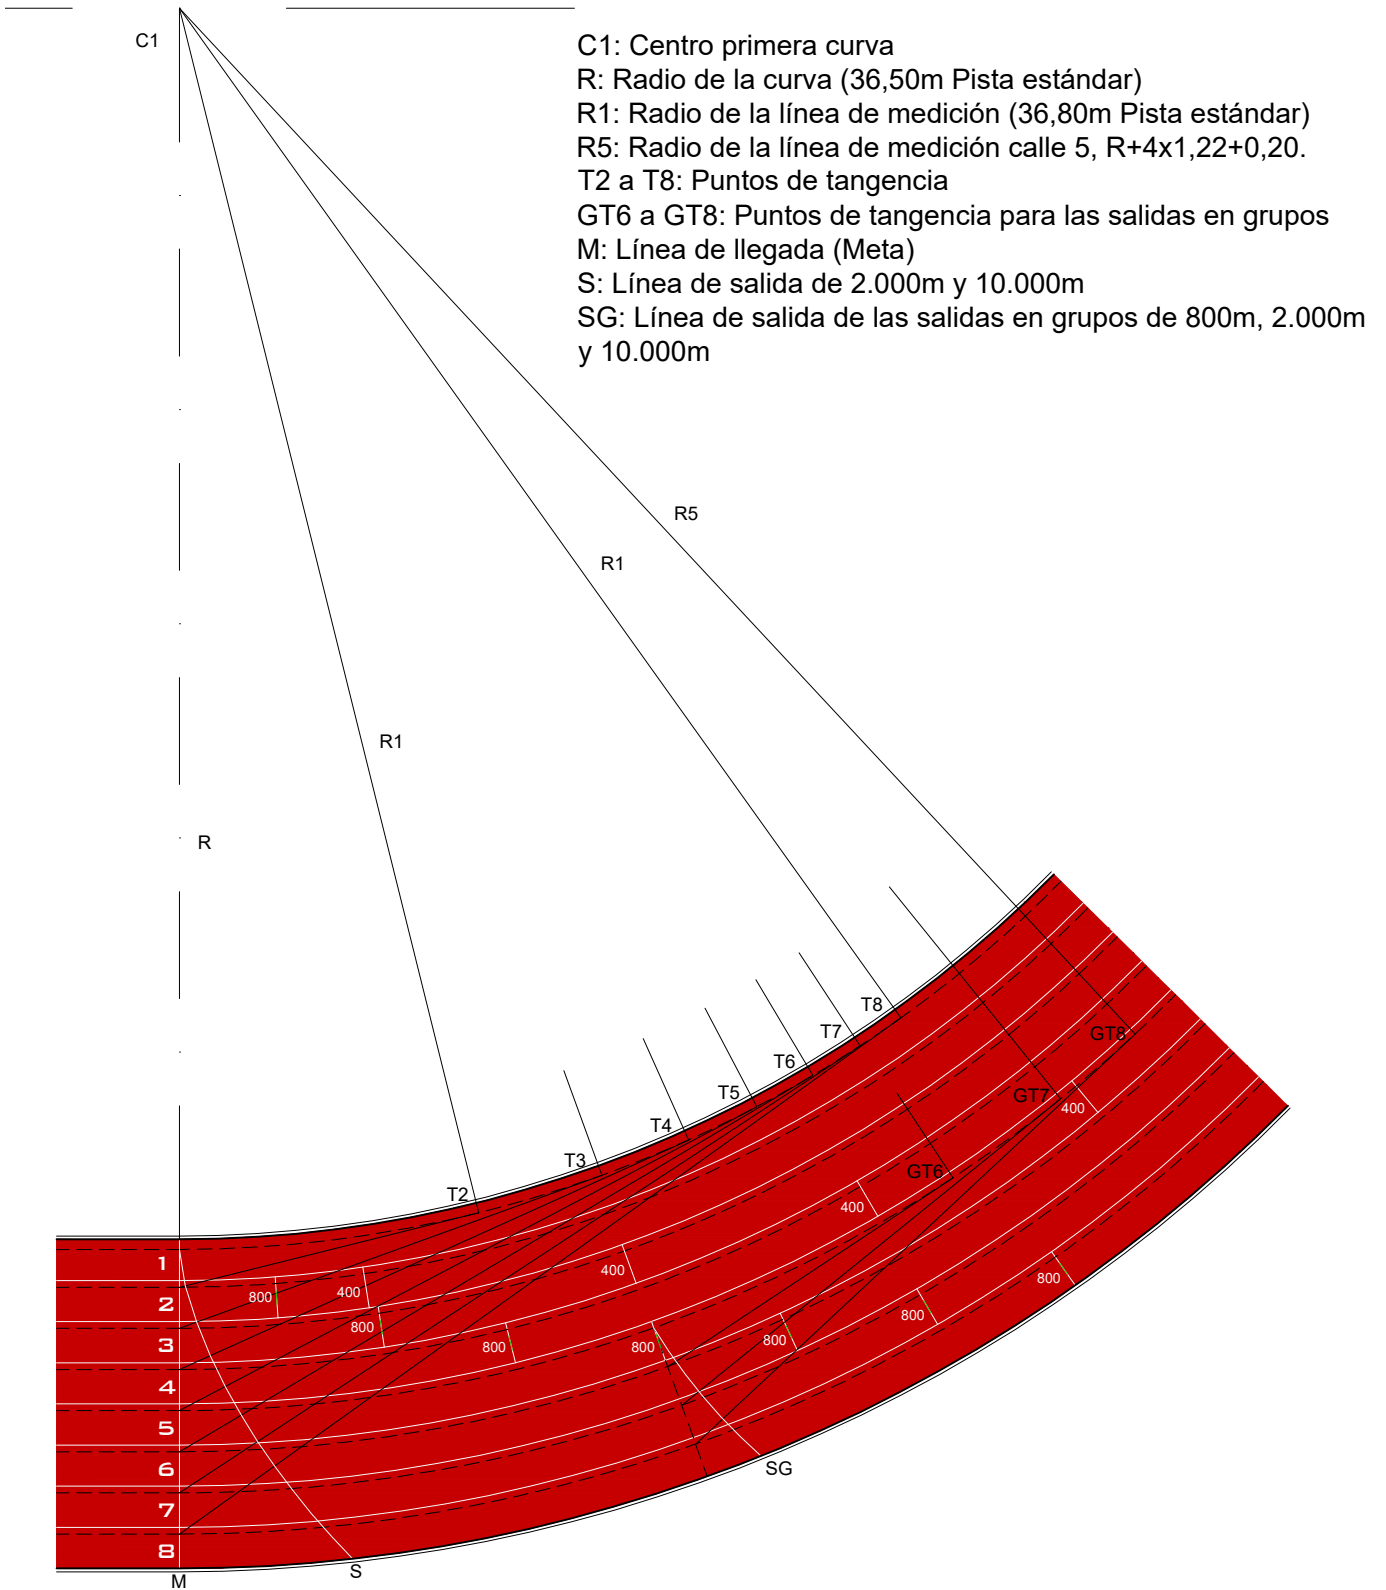 C1
C1: Centro primera curva
R: Radio de la curva (36,50m Pista estándar)
R1: Radio de la línea de medición (36,80m Pista estándar)
R5: Radio de la línea de medición calle 5, R+4x1,22+0,20.
T2 a T8: Puntos de tangencia
GT6 a GT8: Puntos de tangencia para las salidas en grupos
M: Línea de llegada (Meta)
S: Línea de salida de 2.000m y 10.000m
SG: Línea de salida de las salidas en grupos de 800m, 2.000m
y 10.000m
R5
R1
R1
R
T8
T7
T6
T5
T4
T3
T2
GT8
GT7
400
GT6
400
1
400
800
400
2
800
800
800
800
800
800
3
4
5
6
7
8
SG
S
M